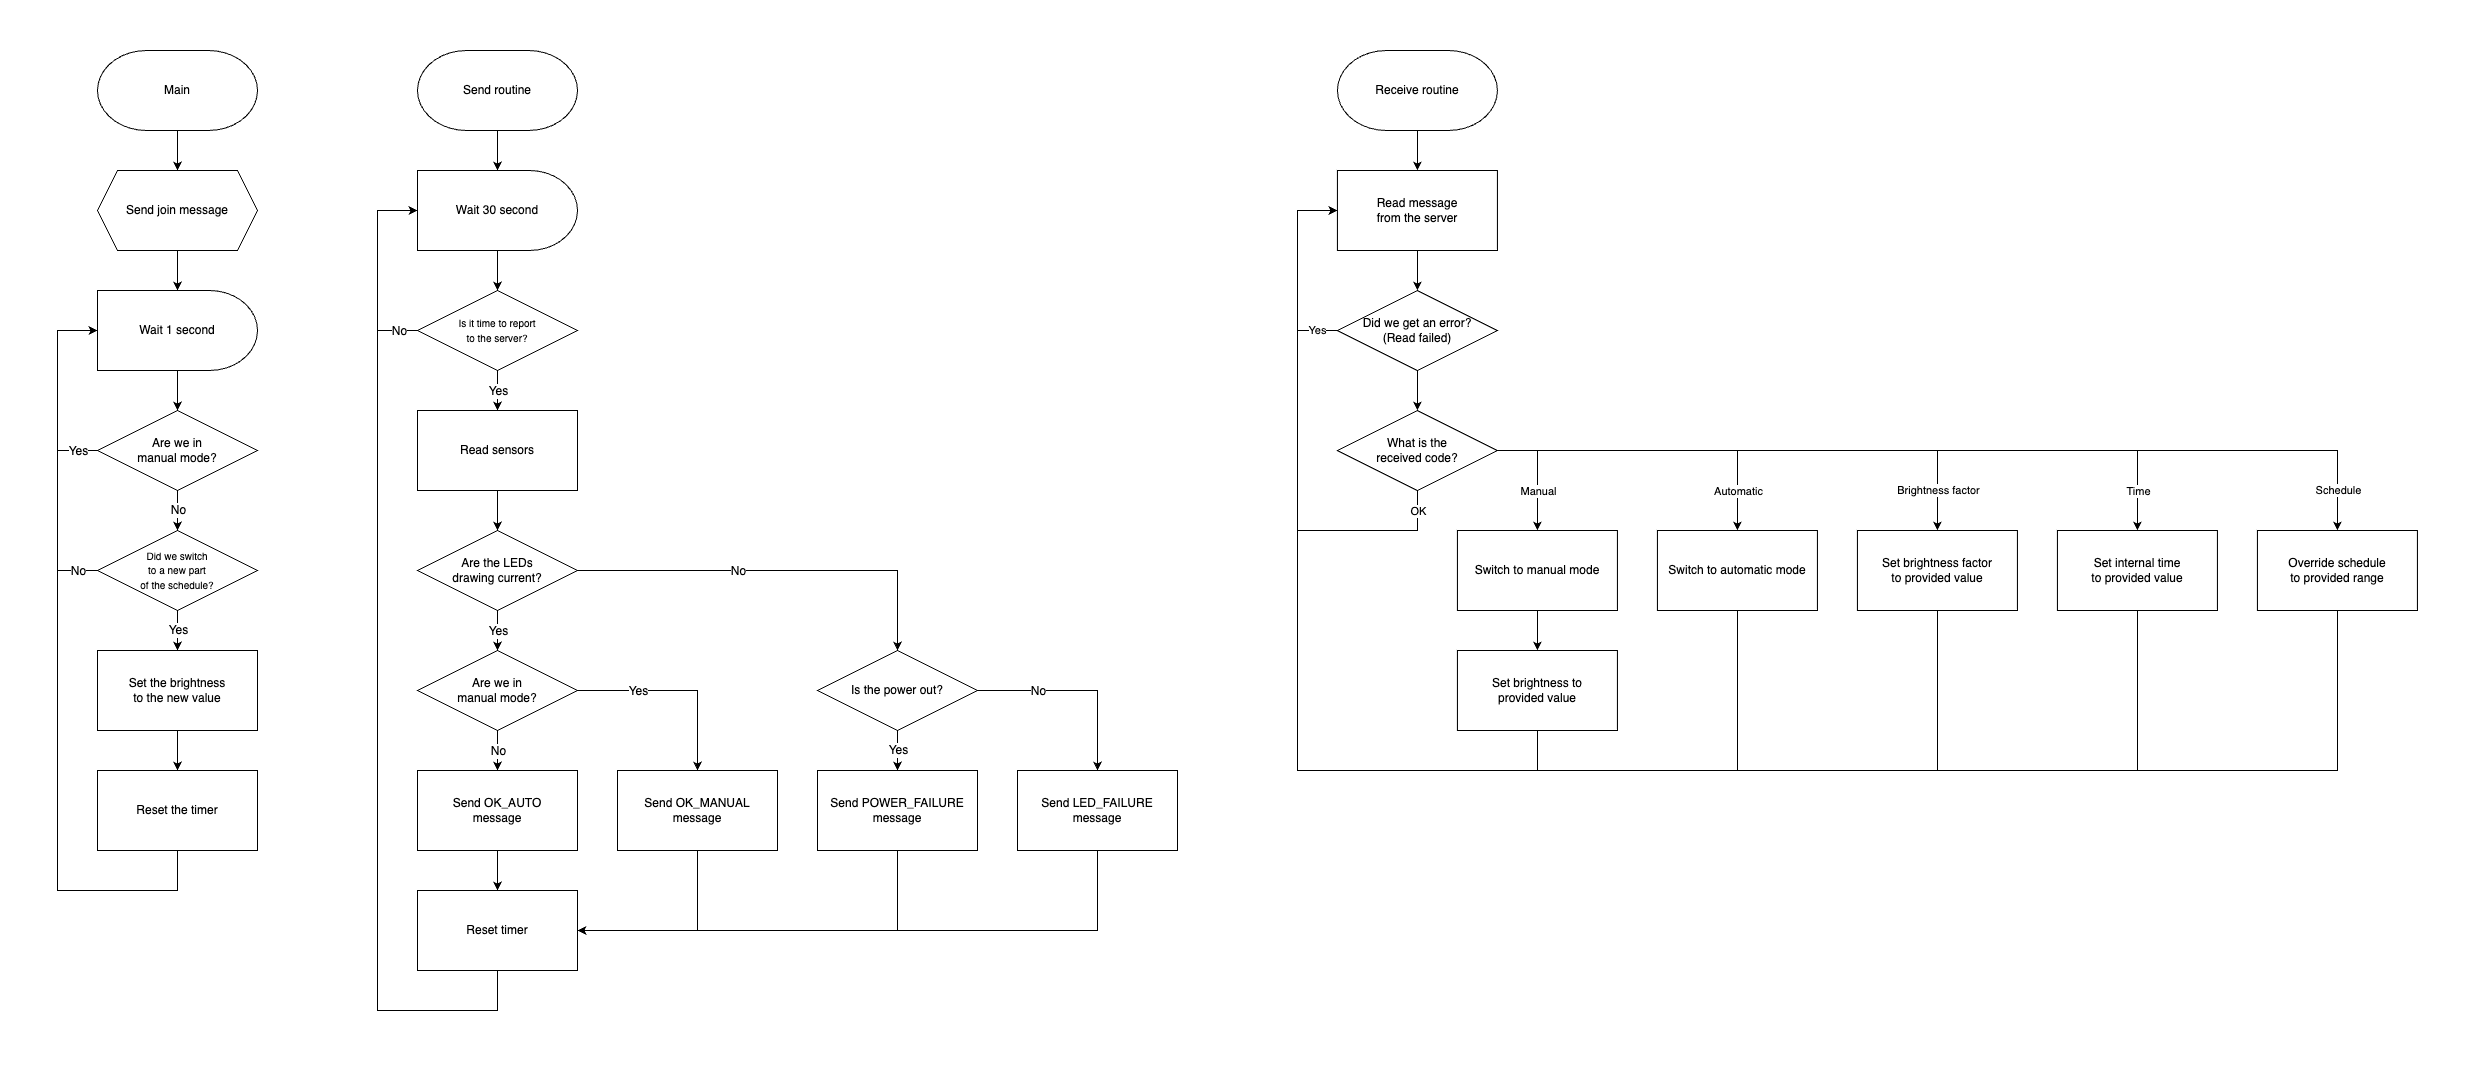 Main
Send join message
Wait 1 second
Are we in
manual mode?
Yes
No
Did we switch
to a new part
of the schedule?
No
Yes
Set the brightness
to the new value
Reset the timer
Send routine
Wait 30 second
Is it time to report
to the server?
No
Yes
Read sensors
Are the LEDs
drawing current?
No
Yes
Are we in
manual mode?
Yes
No
Is the power out?
No
Yes
Send OK_AUTO
message
Send OK_MANUAL
message
Send POWER_FAILURE
message
Send LED_FAILURE
message
Reset timer
Receive routine
Read message
from the server
Did we get an error?
(Read failed)
Yes
What is the
received code?
OK
Manual
Automatic
Brightness factor
Time
Schedule
Switch to manual mode
Switch to automatic mode
Set brightness factor
to provided value
Set internal time
to provided value
Override schedule
to provided range
Set brightness to
provided value